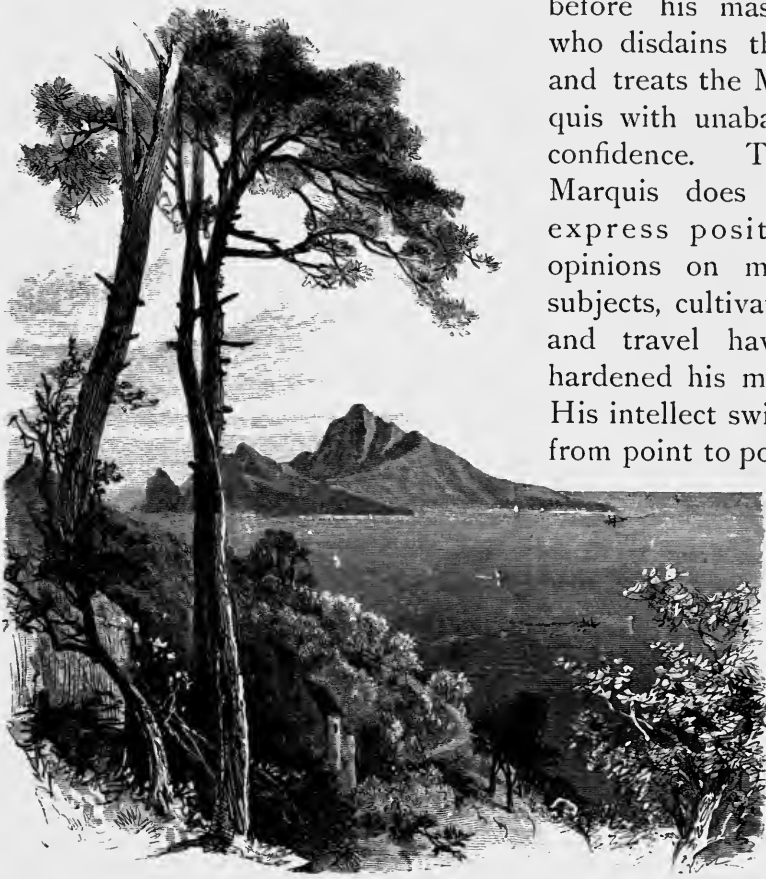 before his mas
who disdains th
and treats the M
quis with unaba
confidence. T
Marquis does
express posit
opinions on m
subjects, cultiva
and travel hav
hardened his m
His intellect swi
from point to po